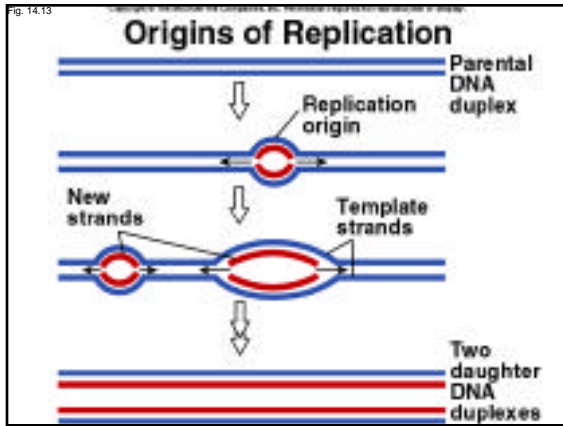 Fig. 14.13
Origins of Replication
Parental
DNA
duplex
Replication
origin
New
strands
Template
strands
Two
daughter
DNA
duplexes